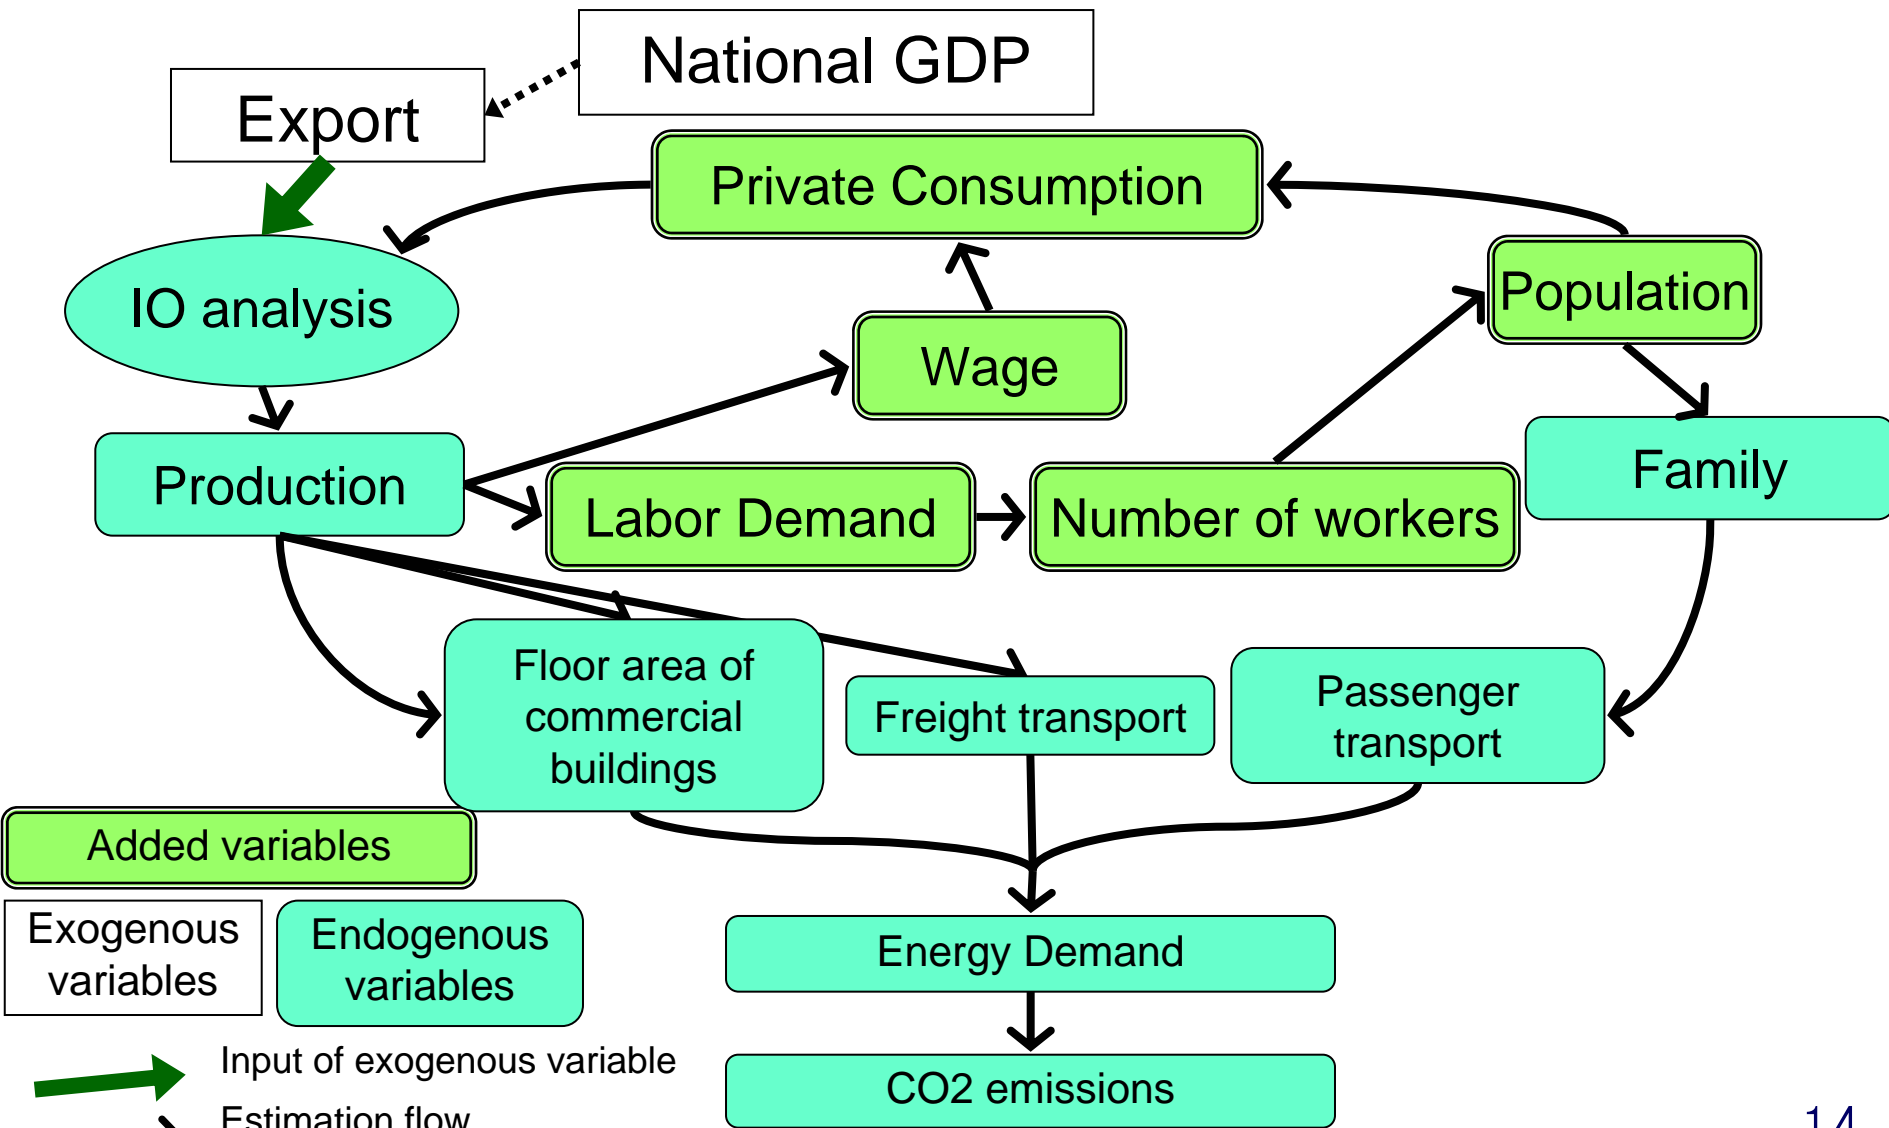 National GDP
Export
Private Consumption
Population
IO analysis
Wage
Family
Production
Labor Demand
Number of workers
Floor area of
commercial
buildings
Freight transport
Passenger
transport
Added variables
Exogenous
variables
Endogenous
variables
Energy Demand
Input of exogenous variable
CO2 emissions
Estimation flow
14